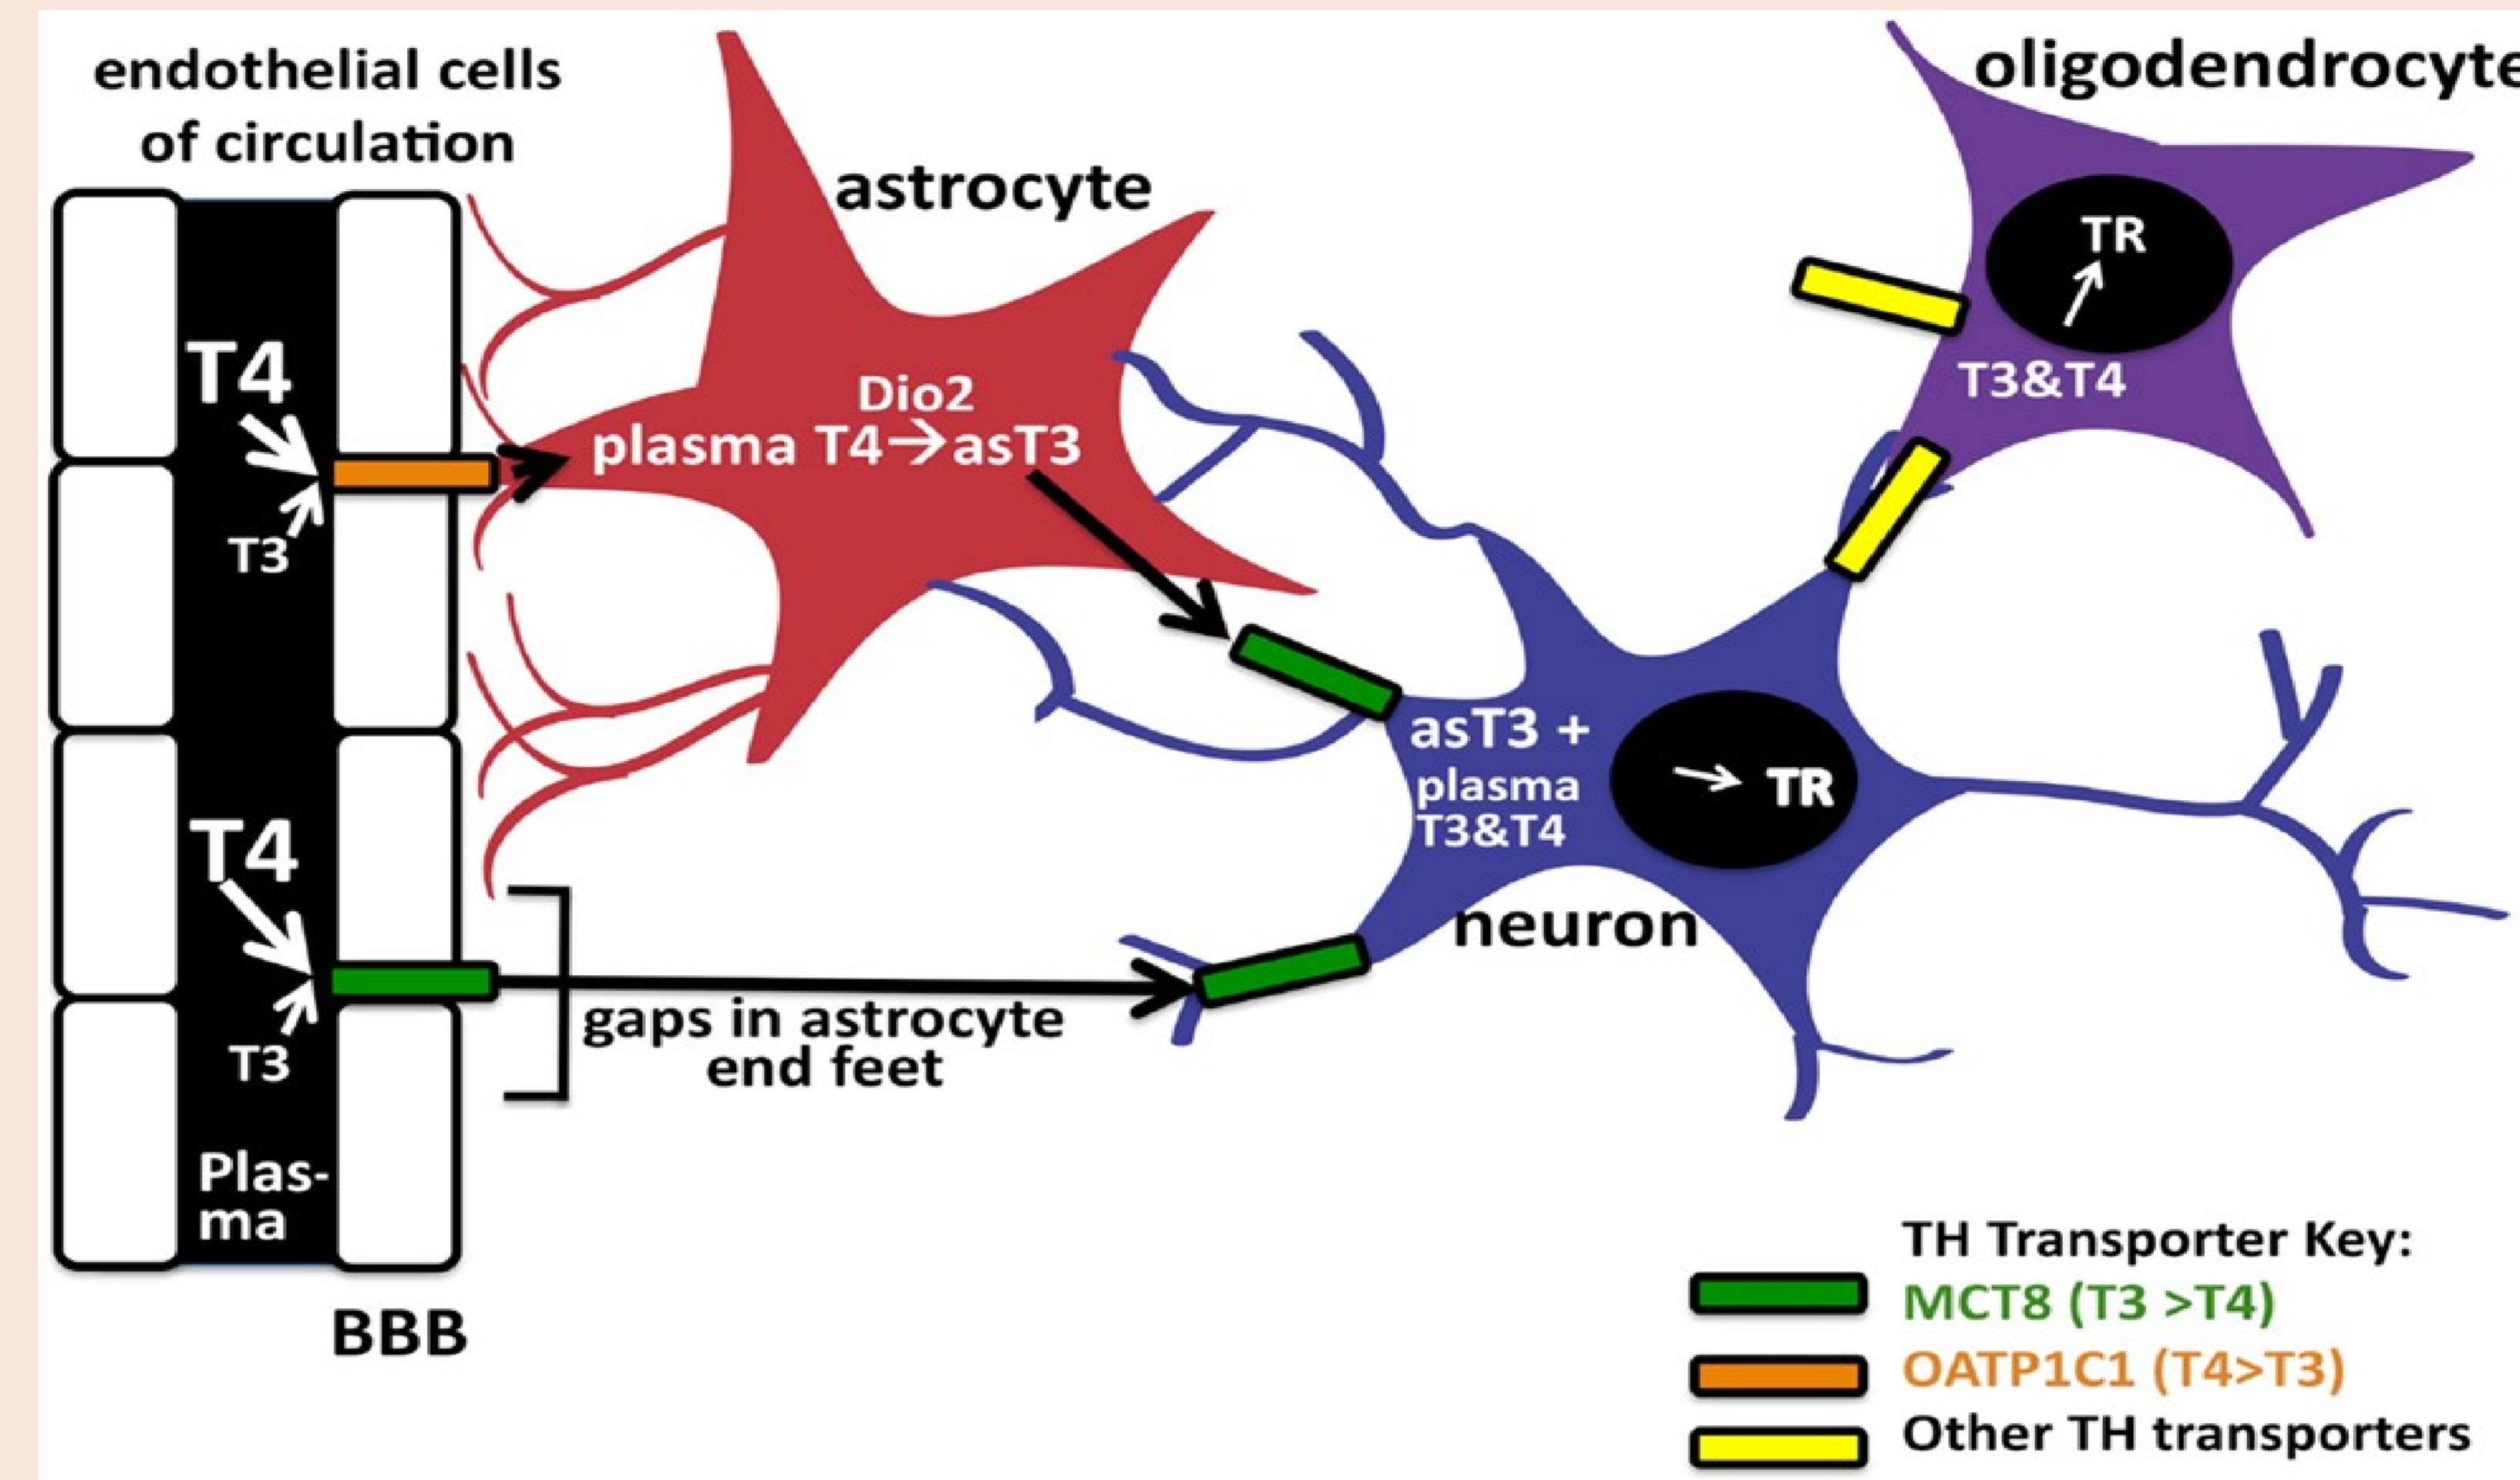 endothelial cells
of circulation
astrocyte
oligodendrocyte
TR
T3&T4
T4
T3
Dio2
plasma T4→asT3
asT3 +
plasma
T3&T4
TR
neuron
T4
T3
gaps in astrocyte
end feet
Plas-
ma
BBB
TH Transporter Key:
MCT8 (T3 >T4)
OATP1C1 (T4>T3)
Other TH transporters